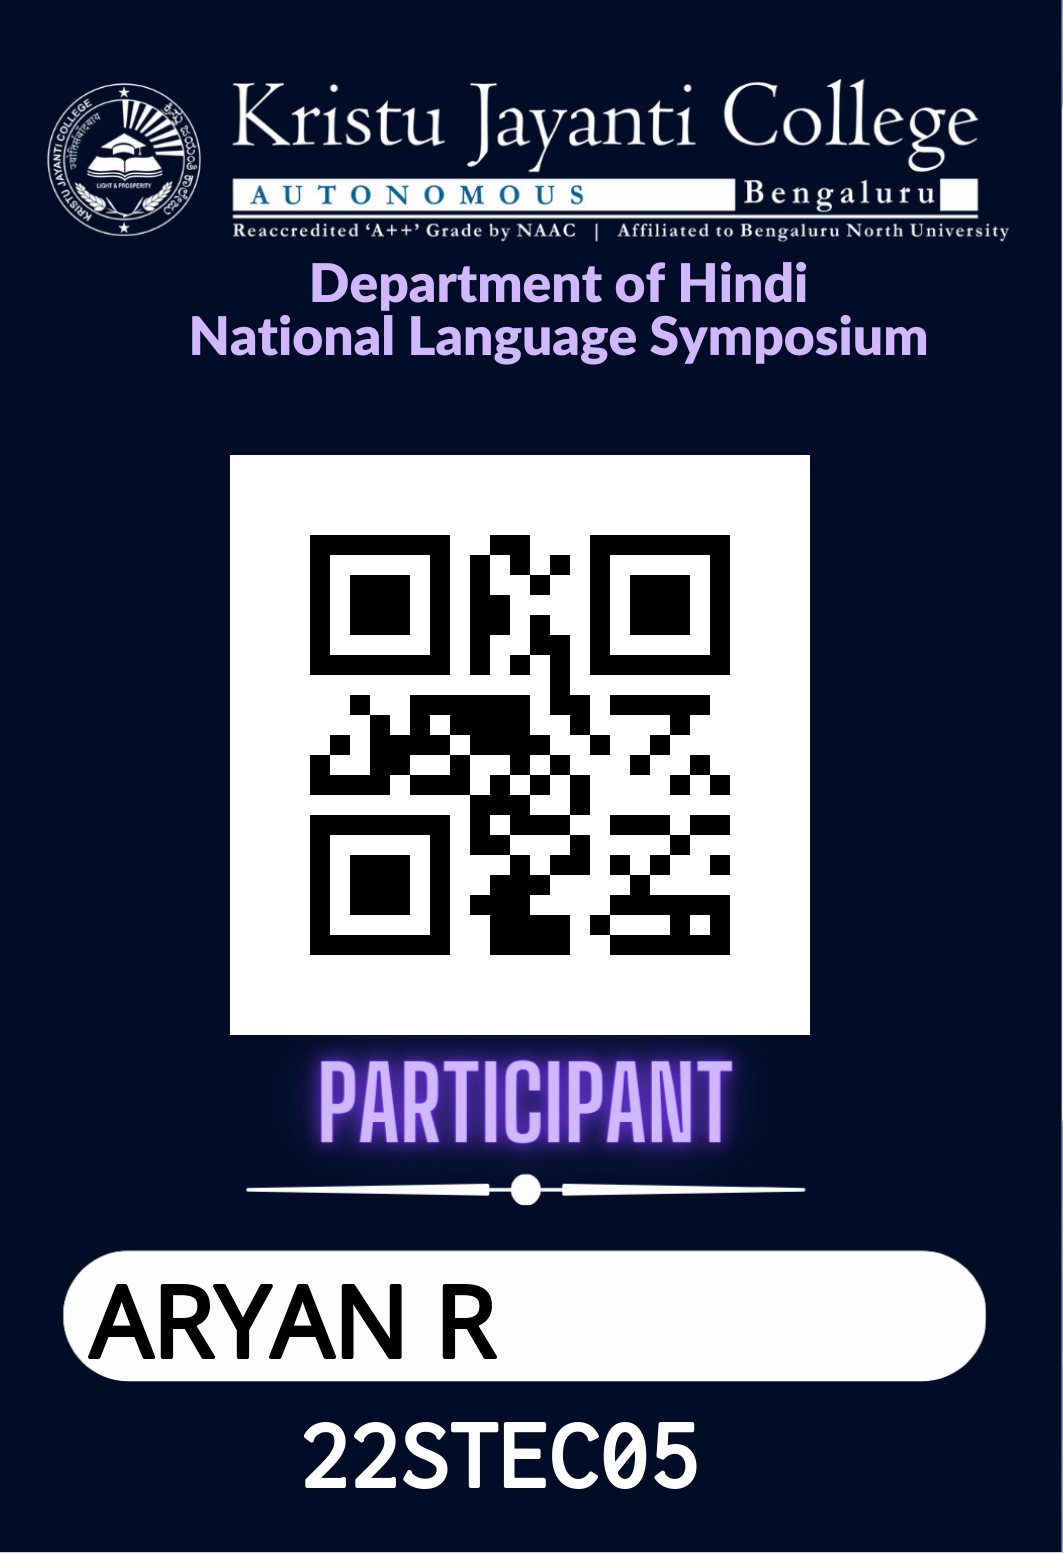 KRISTU JAYANTI COLLEGE
LIGHT & PROSPERITY
Kristu Jayanti College
AUTONOMOUS Bengaluru
Reaccredited ‘A++’ Grade by NAAC | Affiliated to Bengaluru North University
Department of Hindi
National Language Symposium
PARTICIPANT
ARYAN R
22STEC05